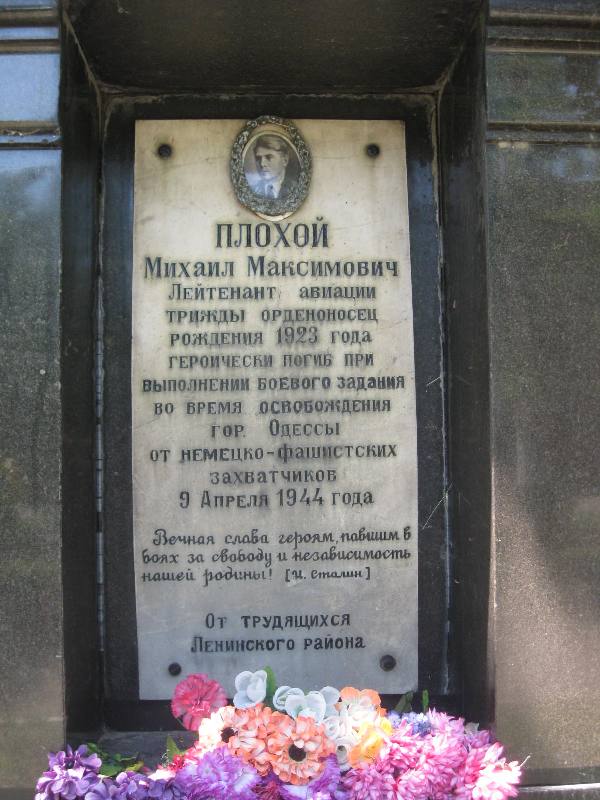 ПЛОХОЙ
Михаил Максимович
Лейтенант авиации
трижды орденоносец
рождения 1923 года
героически погиб при
выполнении боевого задания
во время освобождения
гор. Одессы
от немецко-фашистских
захватчиков
9 Апреля 1944 года
Вечная слава героям, павшим в
боях за свободу и независимость
нашей родины! [И. Сталин]
От трудящихся
Ленинского района